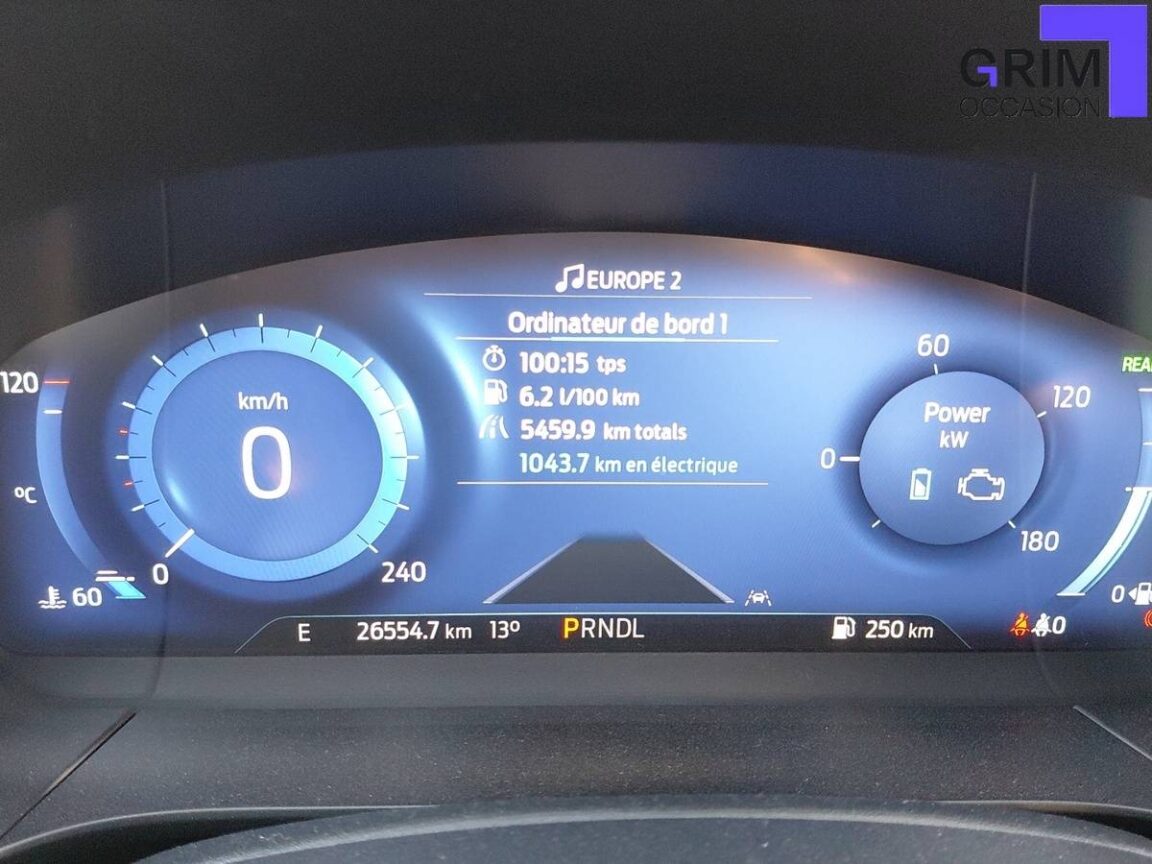 GRIM
OCCASION
EUROPE 2
Ordinateur de bord 1
100:15 tps
6.2 l/100 km
5459.9 km totals
1043.7 km en électrique
120
°C
60
km/h
0
0
240
60
120
Power
kW
0
180
REA
0
E 26554.7 km 13° PRNDL 250 km 0